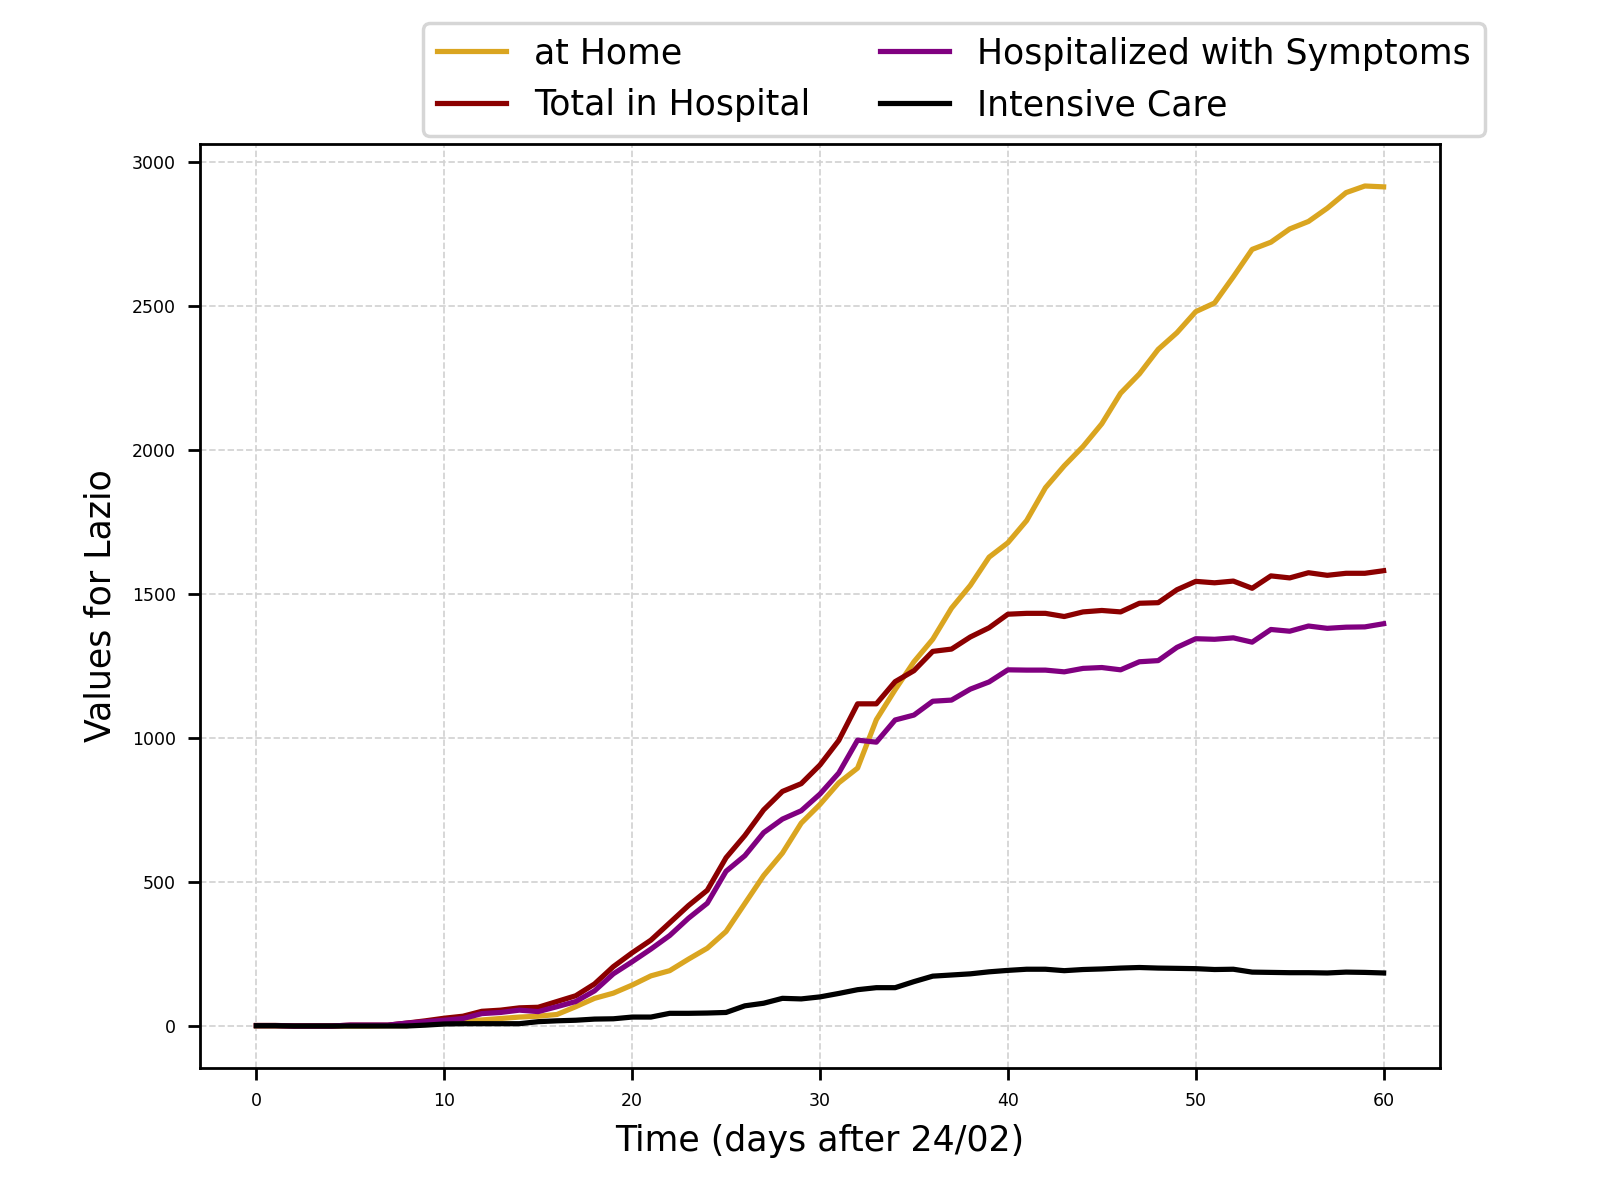 at Home
Total in Hospital
Hospitalized with Symptoms
Intensive Care
3000
2500
2000
1500
1000
500
0
Values for Lazio
0 10 20 30 40 50 60
Time (days after 24/02)